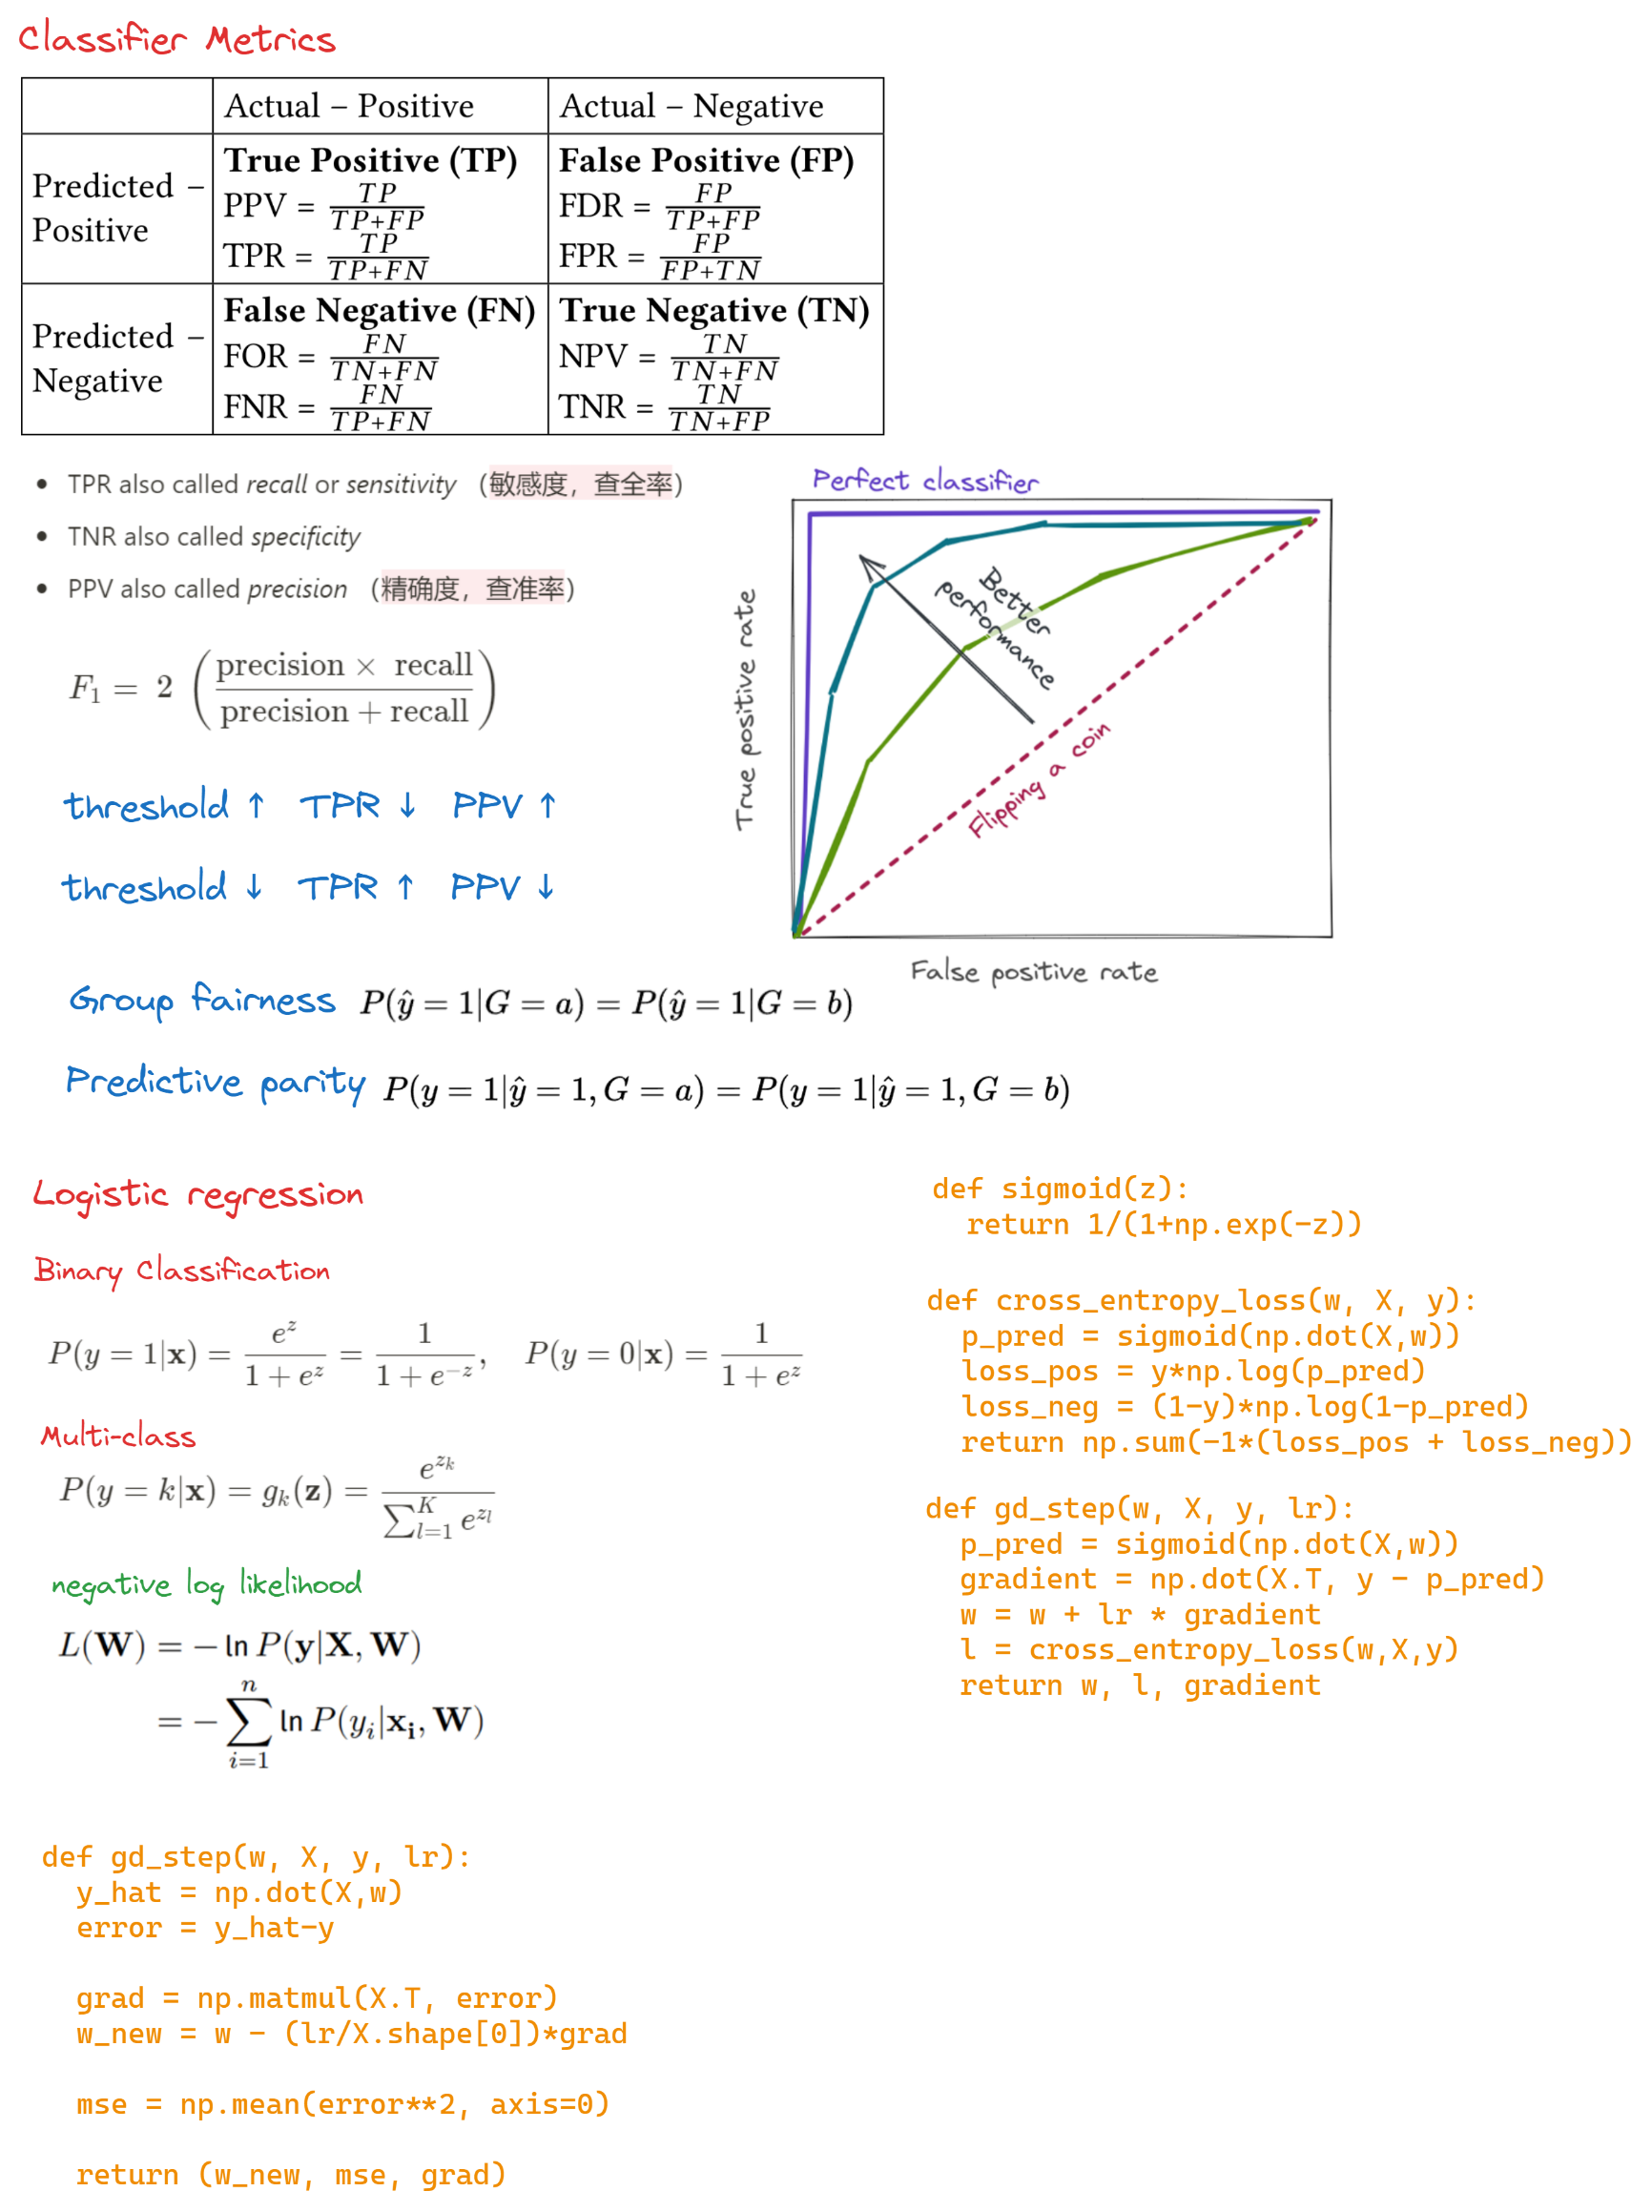 Classifier Metrics
Actual – Positive Actual – Negative
Predicted – Positive
True Positive (TP)
PPV = TP/(TP+FP)
TPR = TP/(TP+FN)
False Positive (FP)
FDR = FP/(TP+FP)
FPR = FP/(FP+TN)
Predicted – Negative
False Negative (FN)
FOR = FN/(TN+FN)
FNR = FN/(TP+FN)
True Negative (TN)
NPV = TN/(TN+FN)
TNR = TN/(TN+FP)
• TPR also called recall or sensitivity （敏感度，查全率）
• TNR also called specificity
• PPV also called precision （精确度，查准率）
F₁ = 2 ((precision × recall)/(precision + recall))
threshold ↑ TPR ↓ PPV ↑
threshold ↓ TPR ↑ PPV ↓
Perfect classifier
Better
performance
Flipping a coin
True positive rate
False positive rate
Group fairness P(ŷ = 1|G = a) = P(ŷ = 1|G = b)
Predictive parity P(y = 1|ŷ = 1, G = a) = P(y = 1|ŷ = 1, G = b)
Logistic regression
Binary Classification
P(y = 1|x) = e^z/(1 + e^z) = 1/(1 + e^−z), P(y = 0|x) = 1/(1 + e^z)
Multi-class
P(y = k|x) = g_k(z) = e^{z_k}/∑_{l=1}^{K} e^{z_l}
negative log likelihood
L(W) = − ln P(y|X, W)
= − ∑_{i=1}^{n} ln P(y_i|x_i, W)
def sigmoid(z):
  return 1/(1+np.exp(-z))
def cross_entropy_loss(w, X, y):
  p_pred = sigmoid(np.dot(X,w))
  loss_pos = y*np.log(p_pred)
  loss_neg = (1-y)*np.log(1-p_pred)
  return np.sum(-1*(loss_pos + loss_neg))
def gd_step(w, X, y, lr):
  p_pred = sigmoid(np.dot(X,w))
  gradient = np.dot(X.T, y - p_pred)
  w = w + lr * gradient
  l = cross_entropy_loss(w,X,y)
  return w, l, gradient
def gd_step(w, X, y, lr):
  y_hat = np.dot(X,w)
  error = y_hat-y
  grad = np.matmul(X.T, error)
  w_new = w - (lr/X.shape[0])*grad
  mse = np.mean(error**2, axis=0)
  return (w_new, mse, grad)